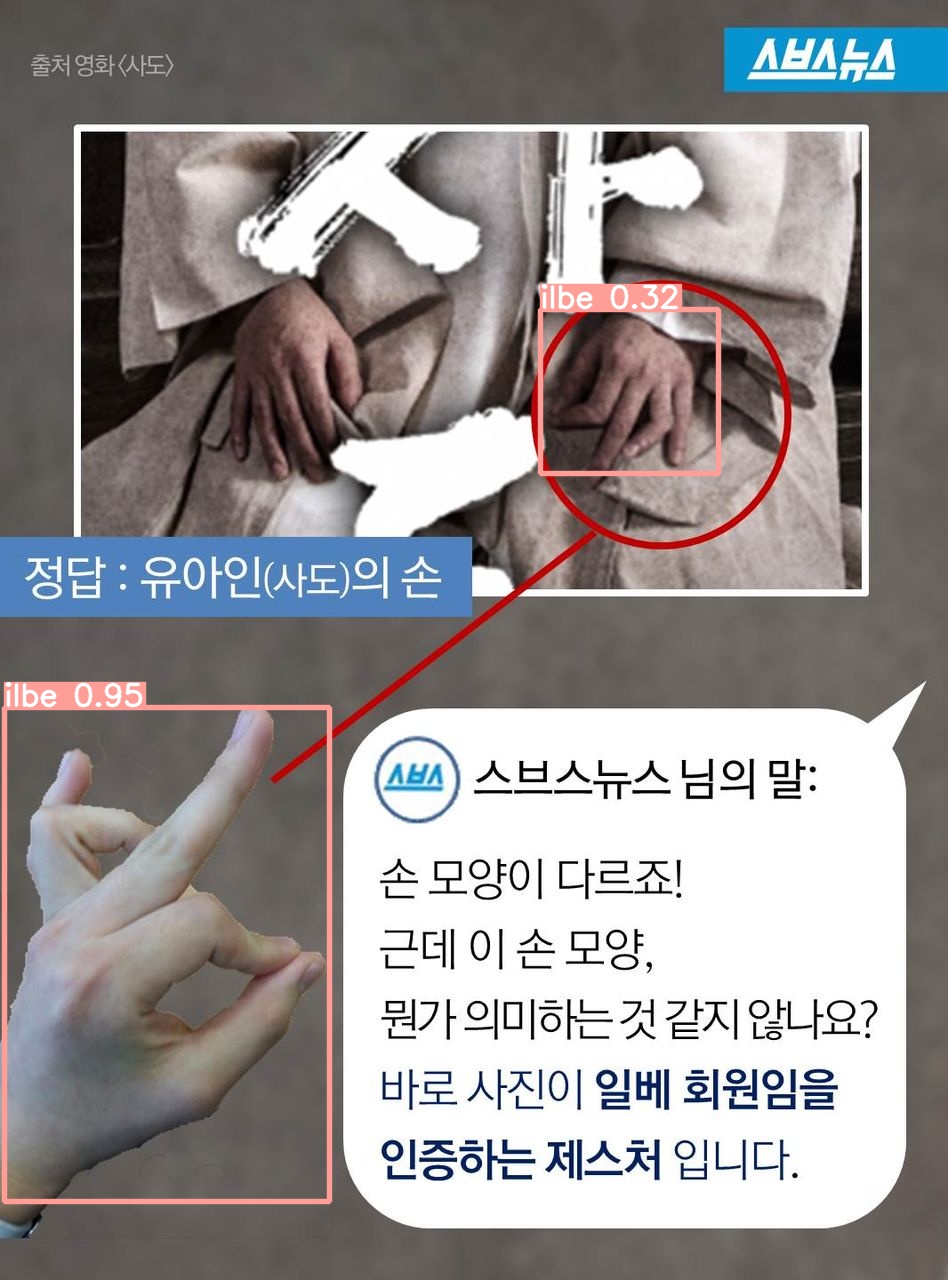 출처 영화 <사도>
스브스뉴스
ilbe 0.32
정답 : 유아인(사도)의 손
ilbe 0.95
스브스
스브스뉴스 님의 말:
손 모양이 다르죠!
근데 이 손 모양,
뭔가 의미하는 것 같지 않나요?
바로 사진이 일베 회원임을
인증하는 제스처 입니다.